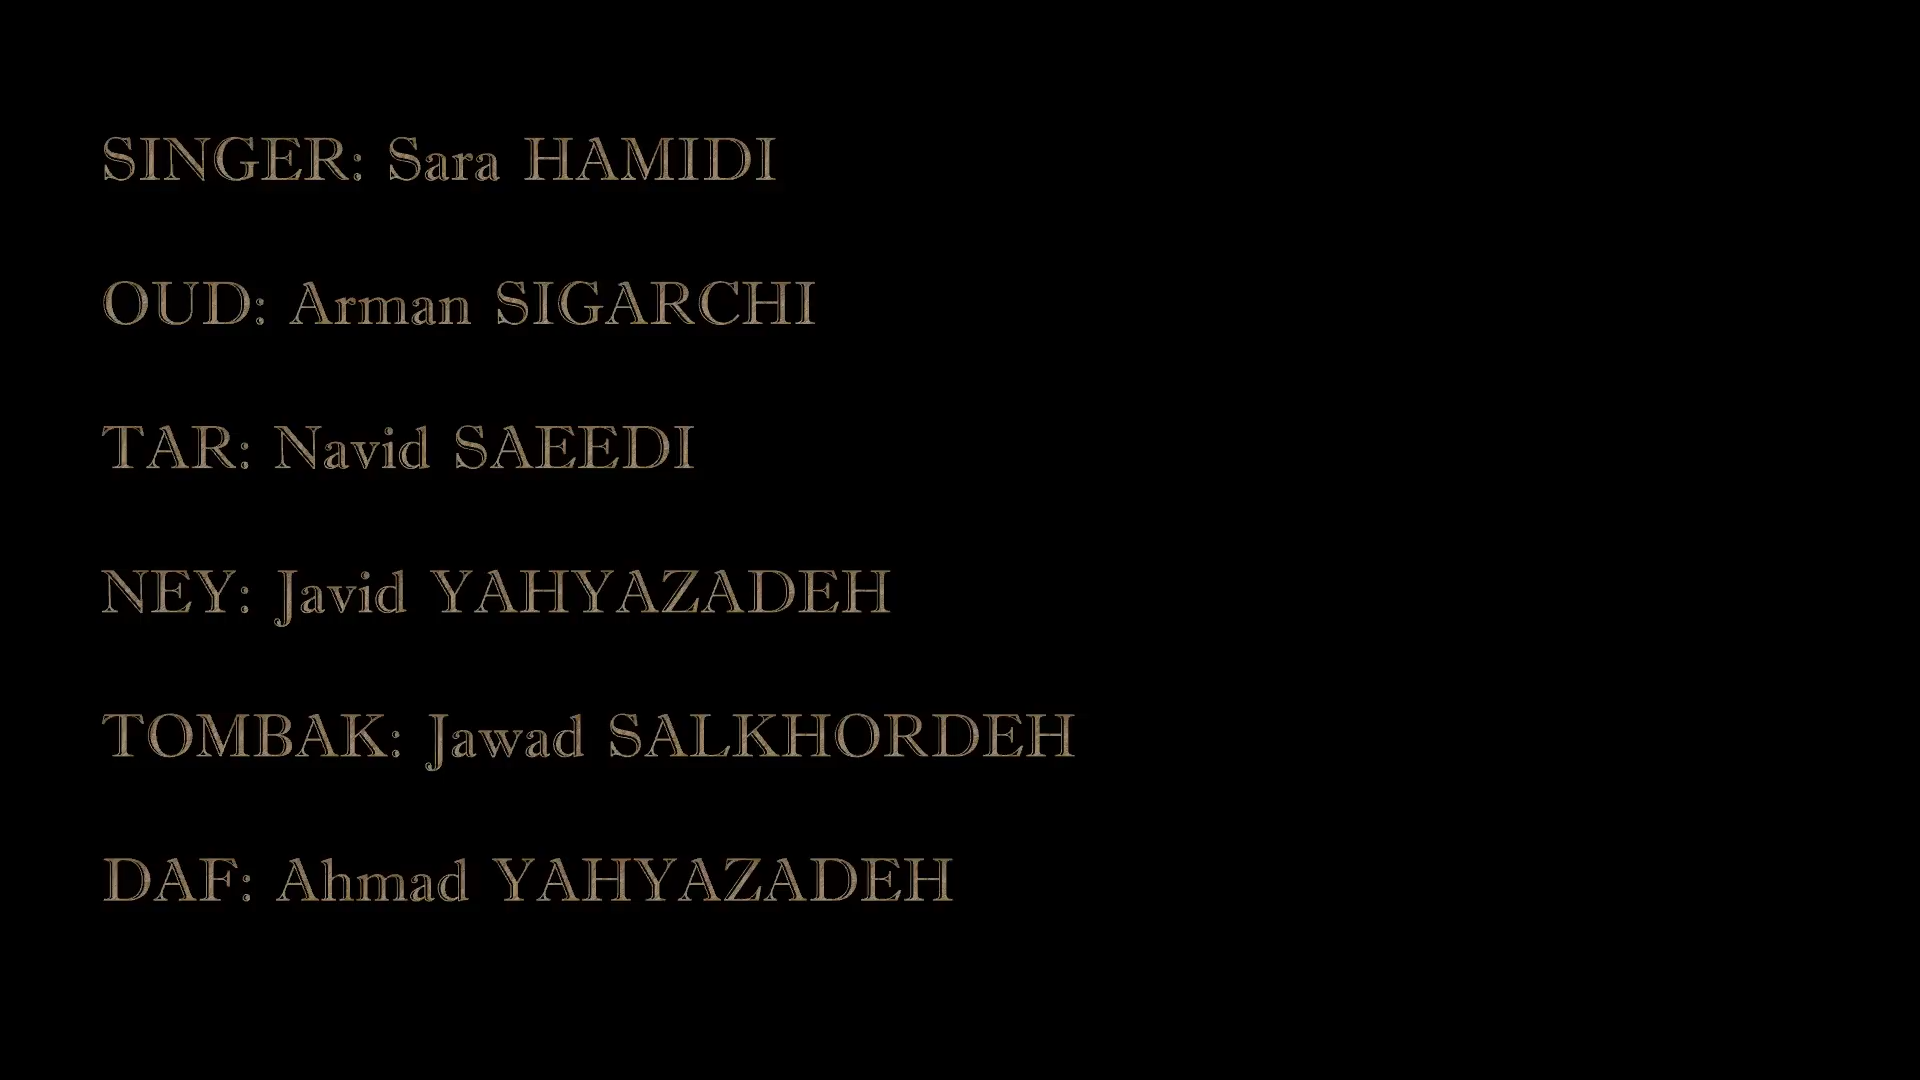 SINGER: Sara HAMIDI
OUD: Arman SIGARCHI
TAR: Navid SAEEDI
NEY: Javid YAHYAZADEH
TOMBAK: Jawad SALKHORDEH
DAF: Ahmad YAHYAZADEH